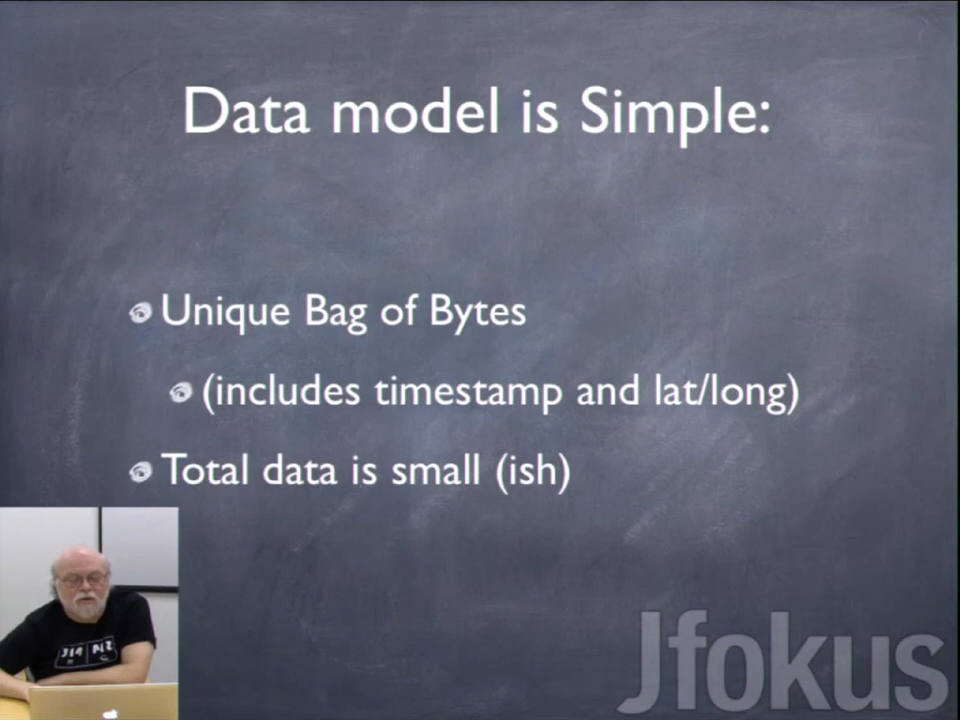 Data model is Simple:
Unique Bag of Bytes
(includes timestamp and lat/long)
Total data is small (ish)
Jfokus